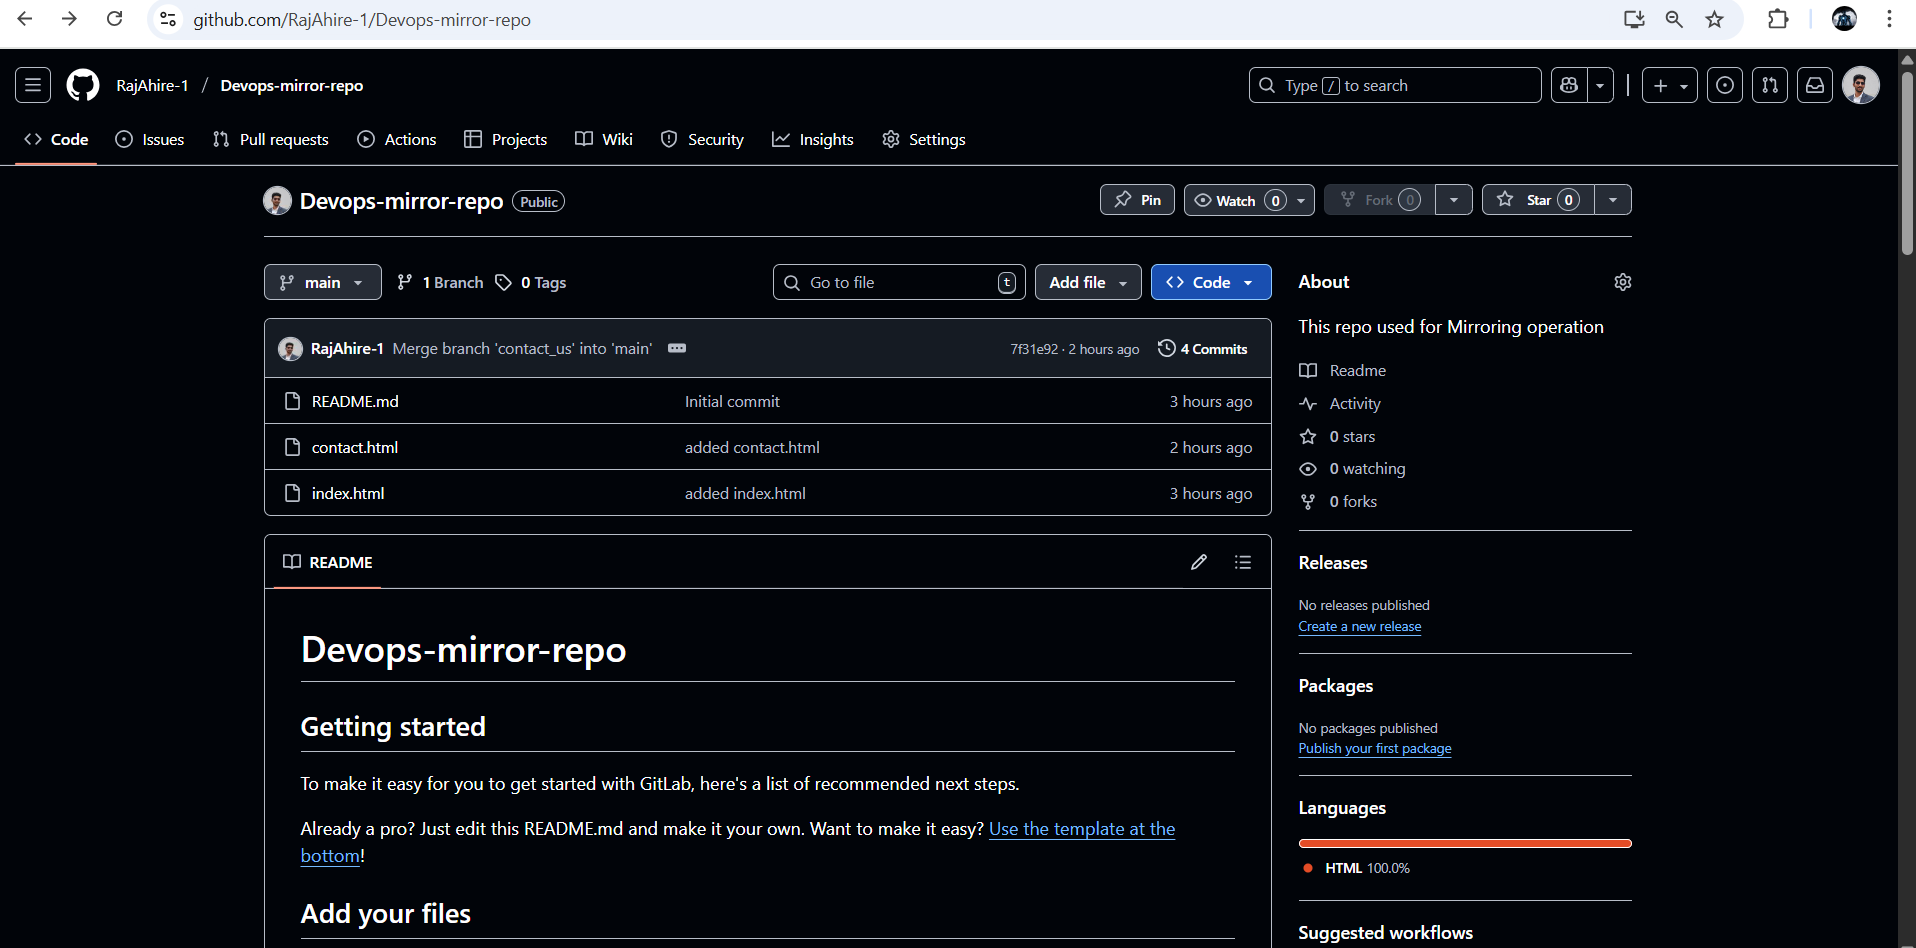 github.com/RajAhire-1/Devops-mirror-repo
RajAhire-1 / Devops-mirror-repo
Type / to search
Code Issues Pull requests Actions Projects Wiki Security Insights Settings
Devops-mirror-repo Public
Pin Watch 0 Fork 0 Star 0
main 1 Branch 0 Tags Go to file t Add file Code
RajAhire-1 Merge branch 'contact_us' into 'main' 7f31e92 · 2 hours ago 4 Commits
README.md Initial commit 3 hours ago
contact.html added contact.html 2 hours ago
index.html added index.html 3 hours ago
README
Devops-mirror-repo
Getting started
To make it easy for you to get started with GitLab, here's a list of recommended next steps.
Already a pro? Just edit this README.md and make it your own. Want to make it easy? Use the template at the
bottom!
Add your files
About
This repo used for Mirroring operation
Readme
Activity
0 stars
0 watching
0 forks
Releases
No releases published
Create a new release
Packages
No packages published
Publish your first package
Languages
HTML 100.0%
Suggested workflows